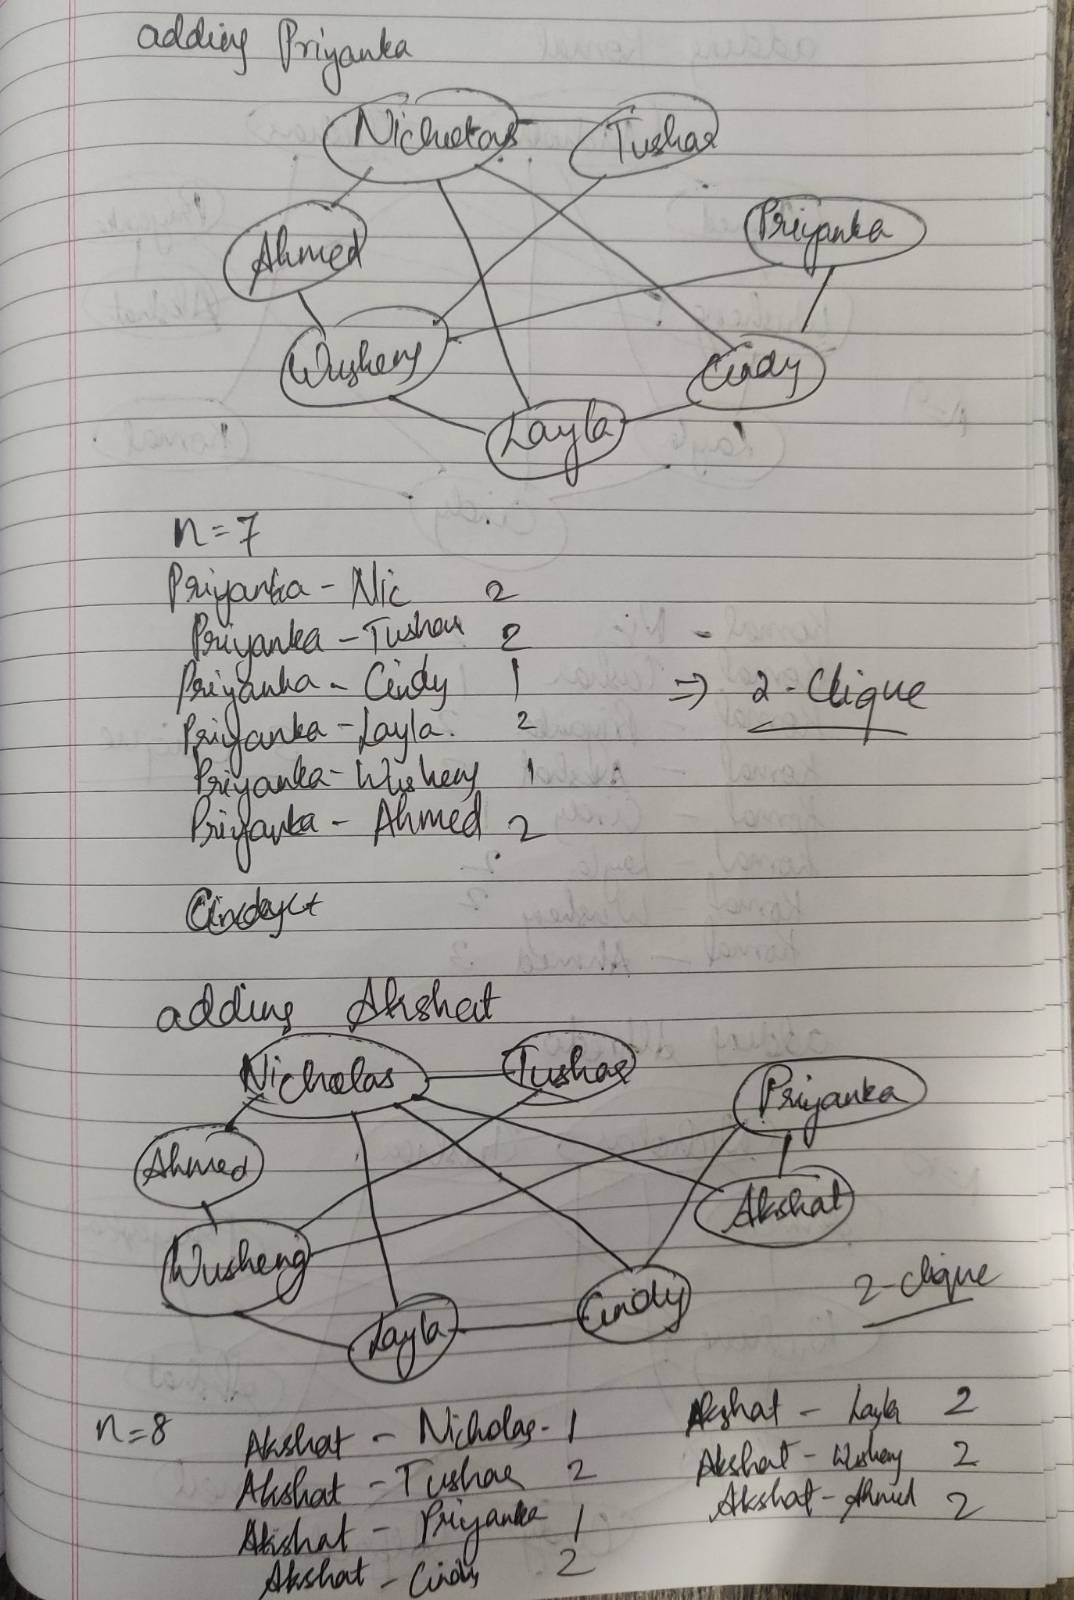 adding Priyanka
Nicholas
Tushar
Priyanka
Ahmed
Wusheng
Cindy
Layla
n=7
Priyanka - Nic 2
Priyanka - Tushar 2
Priyanka - Cindy 1 ⇒ 2-Clique
Priyanka - Layla. 2
Priyanka - Wusheng 1
Priyanka - Ahmed 2
adding Akshat
Nicholas
Tushar
Priyanka
Ahmed
Akshat
Wusheng
Cindy
Layla
2-clique
n=8
Akshat - Nicholas - 1
Akshat - Tushar 2
Akshat - Priyanka 1
Akshat - Cindy 2
Akshat - Layla 2
Akshat - Wusheng 2
Akshat - Ahmed 2